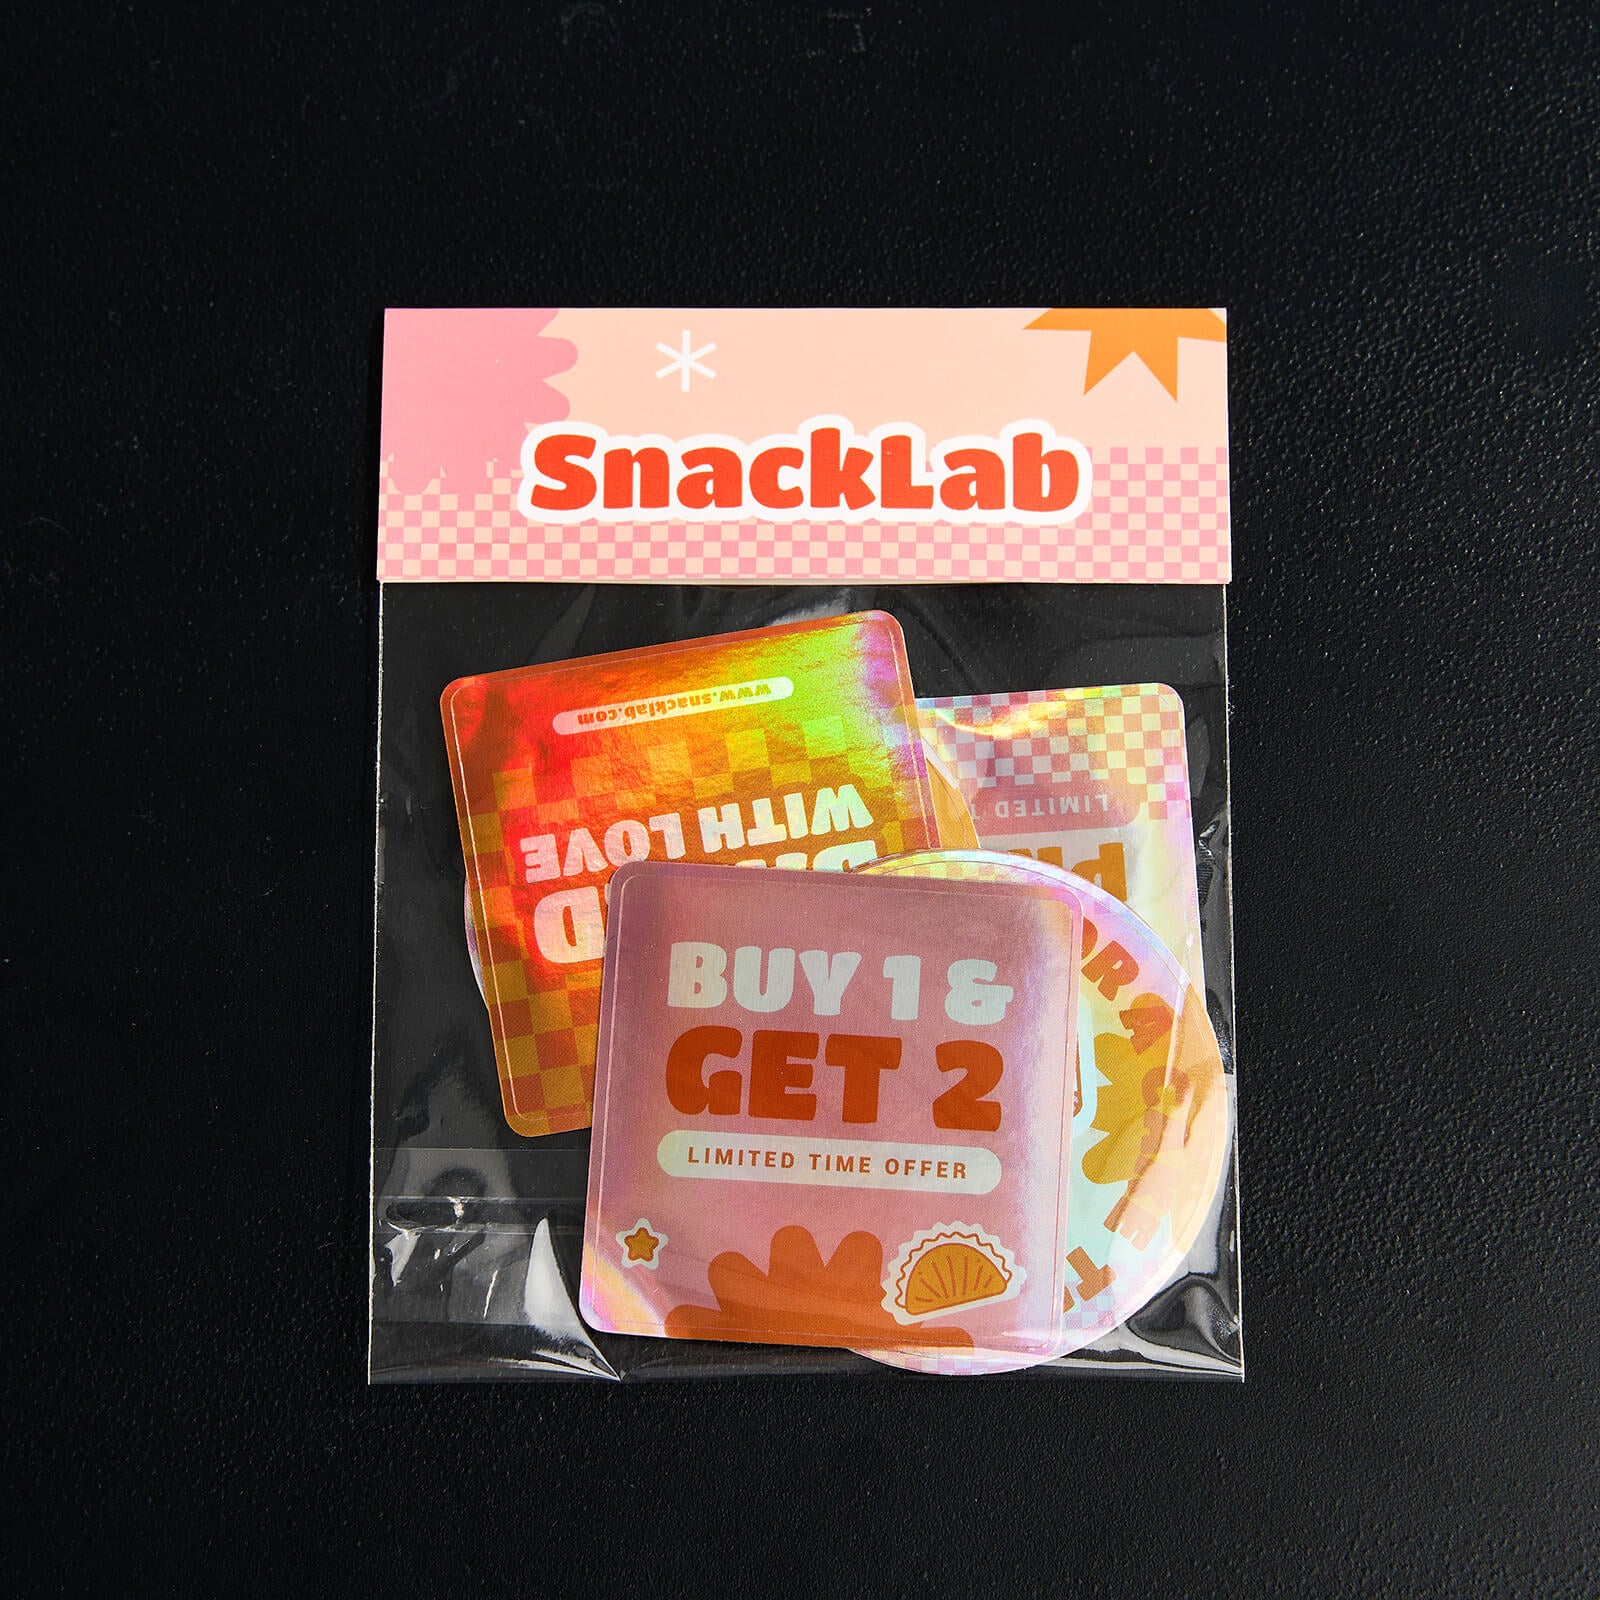 SnackLab
www.snacklab.com
WITH LOVE
LIMITED
BUY 1 &
GET 2
LIMITED TIME OFFER